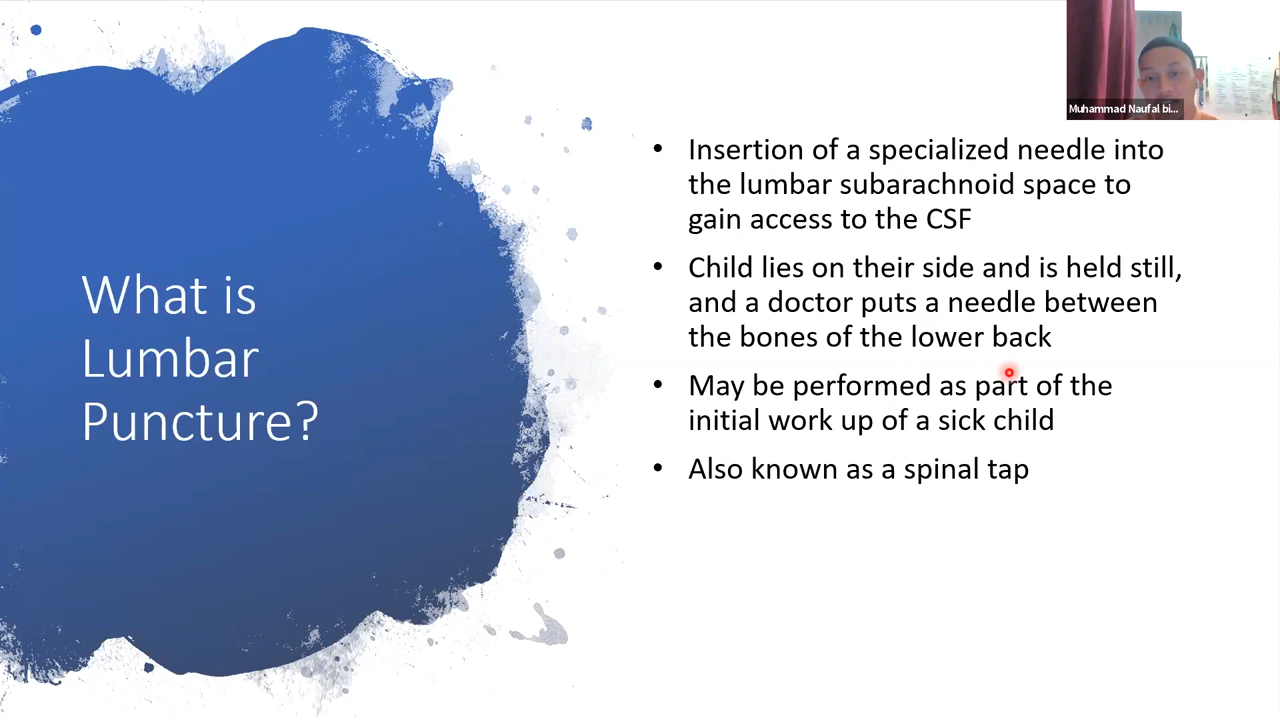 Muhammad Naufal bi...
What is
Lumbar
Puncture?
• Insertion of a specialized needle into
the lumbar subarachnoid space to
gain access to the CSF
• Child lies on their side and is held still,
and a doctor puts a needle between
the bones of the lower back
• May be performed as part of the
initial work up of a sick child
• Also known as a spinal tap